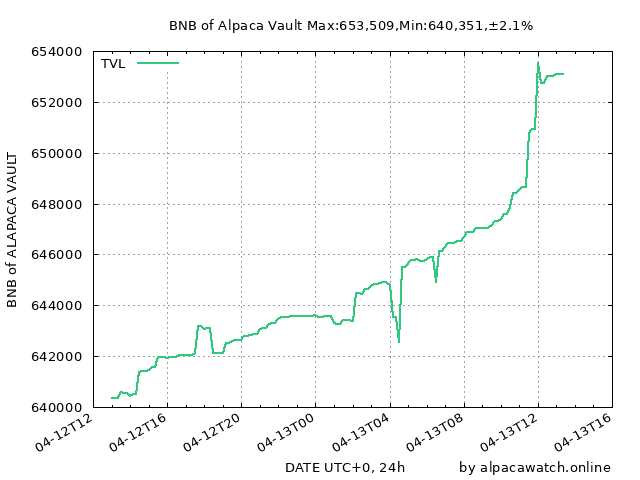 BNB of Alpaca Vault Max:653,509,Min:640,351,±2.1%
654000
TVL
652000
650000
648000
646000
644000
642000
640000
BNB of ALAPACA VAULT
04-12T12
04-12T16
04-12T20
04-13T00
04-13T04
04-13T08
04-13T12
04-13T16
DATE UTC+0, 24h
by alpacawatch.online